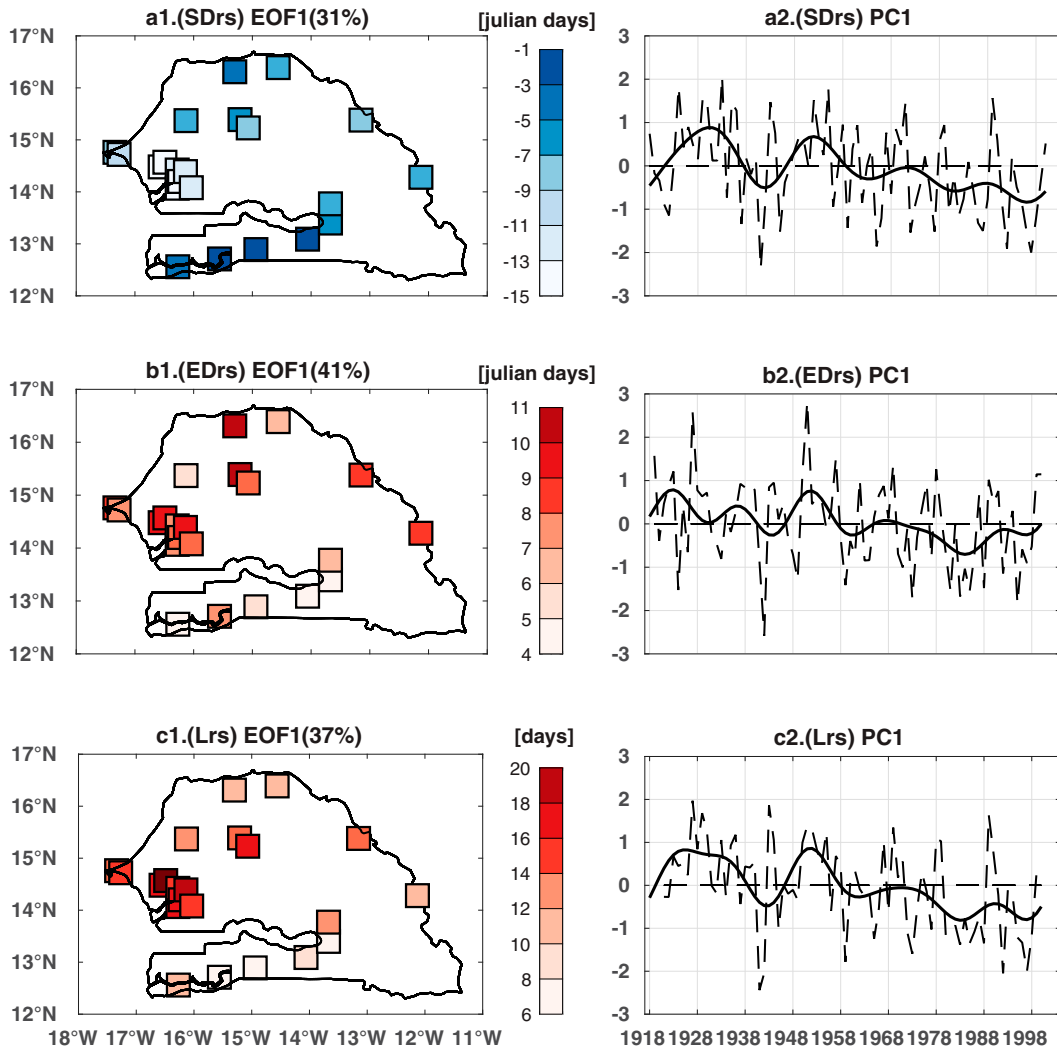 a1.(SDrs) EOF1(31%) [julian days] a2.(SDrs) PC1
17°N
16°N
15°N
14°N
13°N
12°N
-1
-3
-5
-7
-9
-11
-13
-15
3
2
1
0
-1
-2
-3
b1.(EDrs) EOF1(41%) [julian days] b2.(EDrs) PC1
17°N
16°N
15°N
14°N
13°N
12°N
11
10
9
8
7
6
5
4
3
2
1
0
-1
-2
-3
c1.(Lrs) EOF1(37%) [days] c2.(Lrs) PC1
17°N
16°N
15°N
14°N
13°N
12°N
20
18
16
14
12
10
8
6
3
2
1
0
-1
-2
-3
18°W 17°W 16°W 15°W 14°W 13°W 12°W 11°W
1918 1928 1938 1948 1958 1968 1978 1988 1998